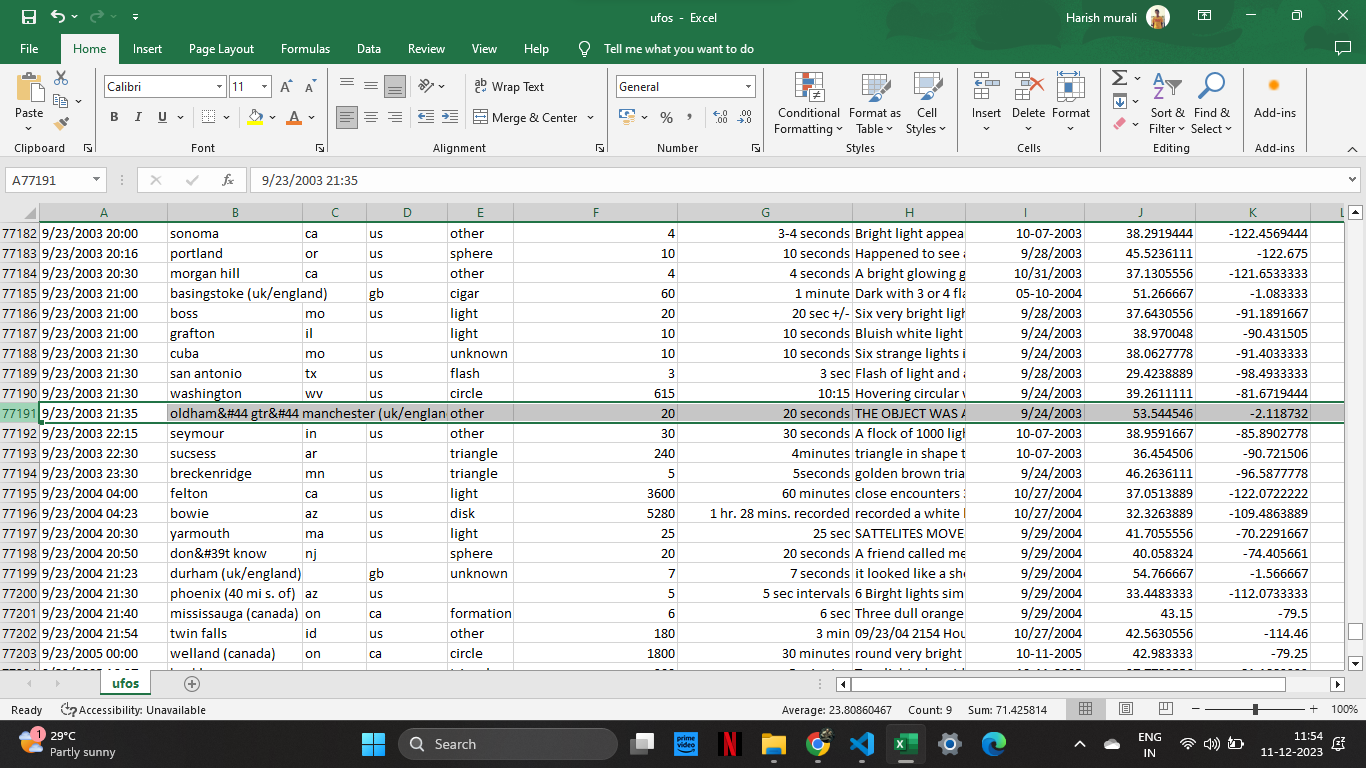 ufos - Excel
Harish murali
File Home Insert Page Layout Formulas Data Review View Help Tell me what you want to do
Paste
Calibri 11
General
Wrap Text
Merge & Center
B I U
Conditional Formatting
Format as Table
Cell Styles
Insert
Delete
Format
Sort & Filter
Find & Select
Add-ins
Clipboard Font Alignment Number Styles Cells Editing Add-ins
A77191 fx 9/23/2003 21:35
A B C D E F G H I J K L
77182 9/23/2003 20:00 sonoma ca us other 4 3-4 seconds Bright light appea 10-07-2003 38.2919444 -122.4569444
77183 9/23/2003 20:16 portland or us sphere 10 10 seconds Happened to see 9/28/2003 45.5236111 -122.675
77184 9/23/2003 20:30 morgan hill ca us other 4 4 seconds A bright glowing g 10/31/2003 37.1305556 -121.6533333
77185 9/23/2003 21:00 basingstoke (uk/england) gb cigar 60 1 minute Dark with 3 or 4 fla 05-10-2004 51.266667 -1.083333
77186 9/23/2003 21:00 boss mo us light 20 20 sec +/- Six very bright ligh 9/28/2003 37.6430556 -91.1891667
77187 9/23/2003 21:00 grafton il light 10 10 seconds Bluish white light 9/24/2003 38.970048 -90.431505
77188 9/23/2003 21:30 cuba mo us unknown 10 10 seconds Six strange lights i 9/24/2003 38.0627778 -91.4033333
77189 9/23/2003 21:30 san antonio tx us flash 3 3 sec Flash of light and 9/28/2003 29.4238889 -98.4933333
77190 9/23/2003 21:30 washington wv us circle 615 10:15 Hovering circular 9/24/2003 39.2611111 -81.6719444
77191 9/23/2003 21:35 oldham&#44 gtr&#44 manchester (uk/englan other 20 20 seconds THE OBJECT WAS 9/24/2003 53.544546 -2.118732
77192 9/23/2003 22:15 seymour in us other 30 30 seconds A flock of 1000 ligh 10-07-2003 38.9591667 -85.8902778
77193 9/23/2003 22:30 sucsess ar triangle 240 4minutes triangle in shape t 10-07-2003 36.454506 -90.721506
77194 9/23/2003 23:30 breckenridge mn us triangle 5 5seconds golden brown tria 9/24/2003 46.2636111 -96.5877778
77195 9/23/2004 04:00 felton ca us light 3600 60 minutes close encounters 10/27/2004 37.0513889 -122.0722222
77196 9/23/2004 04:23 bowie az us disk 5280 1 hr. 28 mins. recorded recorded a white 10/27/2004 32.3263889 -109.4863889
77197 9/23/2004 20:30 yarmouth ma us light 25 25 sec SATTELITES MOVE 9/29/2004 41.7055556 -70.2291667
77198 9/23/2004 20:50 don&#39t know nj sphere 20 20 seconds A friend called me 9/29/2004 40.058324 -74.405661
77199 9/23/2004 21:23 durham (uk/england) gb unknown 7 7 seconds it looked like a sh 9/29/2004 54.766667 -1.566667
77200 9/23/2004 21:30 phoenix (40 mi s. of) az us 5 5 sec intervals 6 Birght lights sim 9/29/2004 33.4483333 -112.0733333
77201 9/23/2004 21:40 mississauga (canada) on ca formation 6 6 sec Three dull orange 9/29/2004 43.15 -79.5
77202 9/23/2004 21:54 twin falls id us other 180 3 min 09/23/04 2154 Hou 10/27/2004 42.5630556 -114.46
77203 9/23/2005 00:00 welland (canada) on ca circle 1800 30 minutes round very bright 10-11-2005 42.983333 -79.25
ufos
Ready Accessibility: Unavailable Average: 23.80860467 Count: 9 Sum: 71.425814 100%
1 29°C
Partly sunny
Search
prime video
N
ENG
IN
11:54
11-12-2023